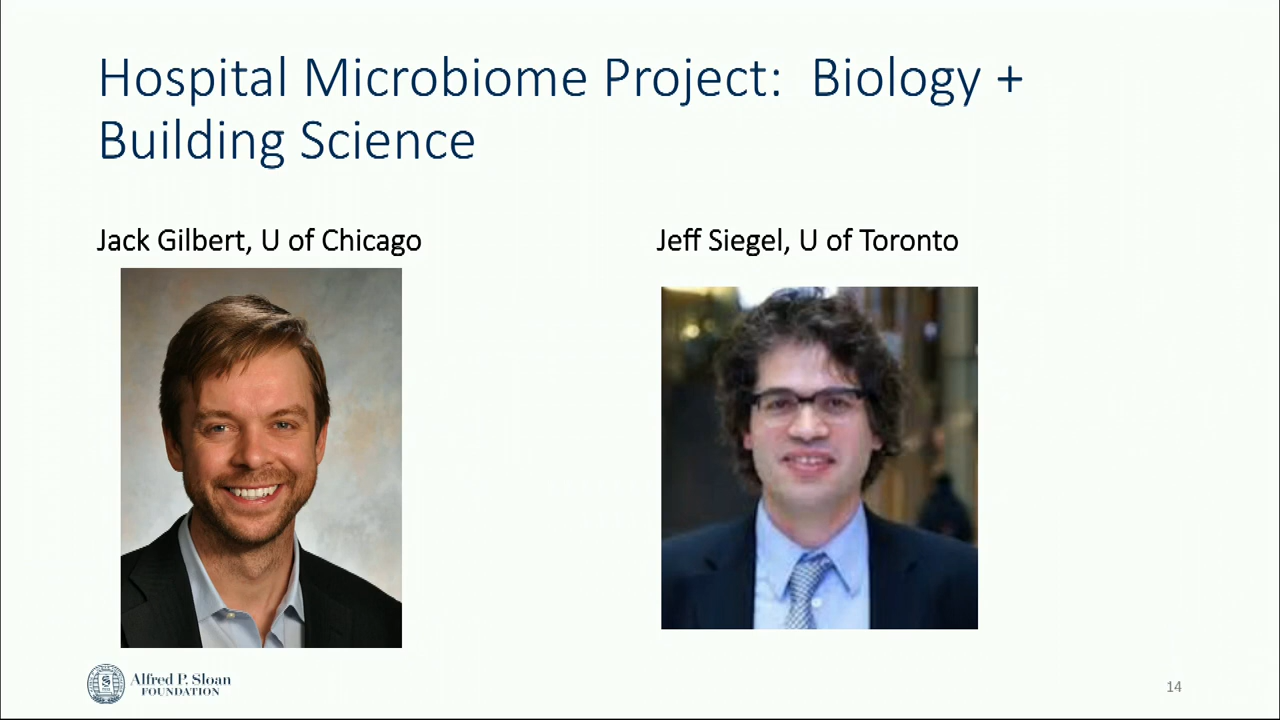 Hospital Microbiome Project: Biology +
Building Science
Jack Gilbert, U of Chicago
Jeff Siegel, U of Toronto
Alfred P. Sloan
FOUNDATION
14